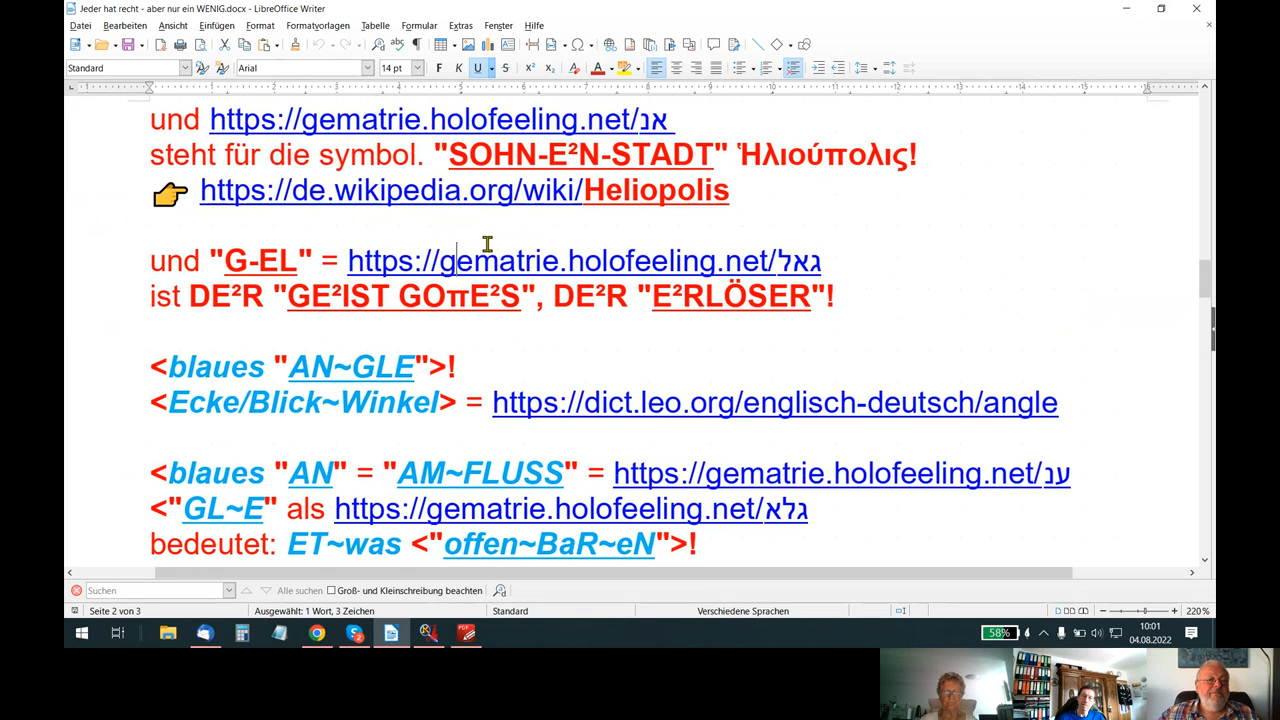 Jeder hat recht - aber nur ein WENIG.docx - LibreOffice Writer
Datei Bearbeiten Ansicht Einfügen Format Formatvorlagen Tabelle Formular Extras Fenster Hilfe
Standard Arial 14 pt
und https://gematrie.holofeeling.net/אנ
steht für die symbol. "SOHN-E²N-STADT" Ἡλιούπολις!
👉 https://de.wikipedia.org/wiki/Heliopolis
und "G-EL" = https://gematrie.holofeeling.net/גאל
ist DE²R "GE²IST GOπE²S", DE²R "E²RLÖSER"!
<blaues "AN~GLE">!
<Ecke/Blick~Winkel> = https://dict.leo.org/englisch-deutsch/angle
<blaues "AN" = "AM~FLUSS" = https://gematrie.holofeeling.net/ענ
<"GL~E" als https://gematrie.holofeeling.net/גלא
bedeutet: ET~was <"offen~BaR~eN">!
Suchen Alle suchen Groß- und Kleinschreibung beachten
Seite 2 von 3 Ausgewählt: 1 Wort, 3 Zeichen Standard Verschiedene Sprachen 220%
58% 10:01
04.08.2022